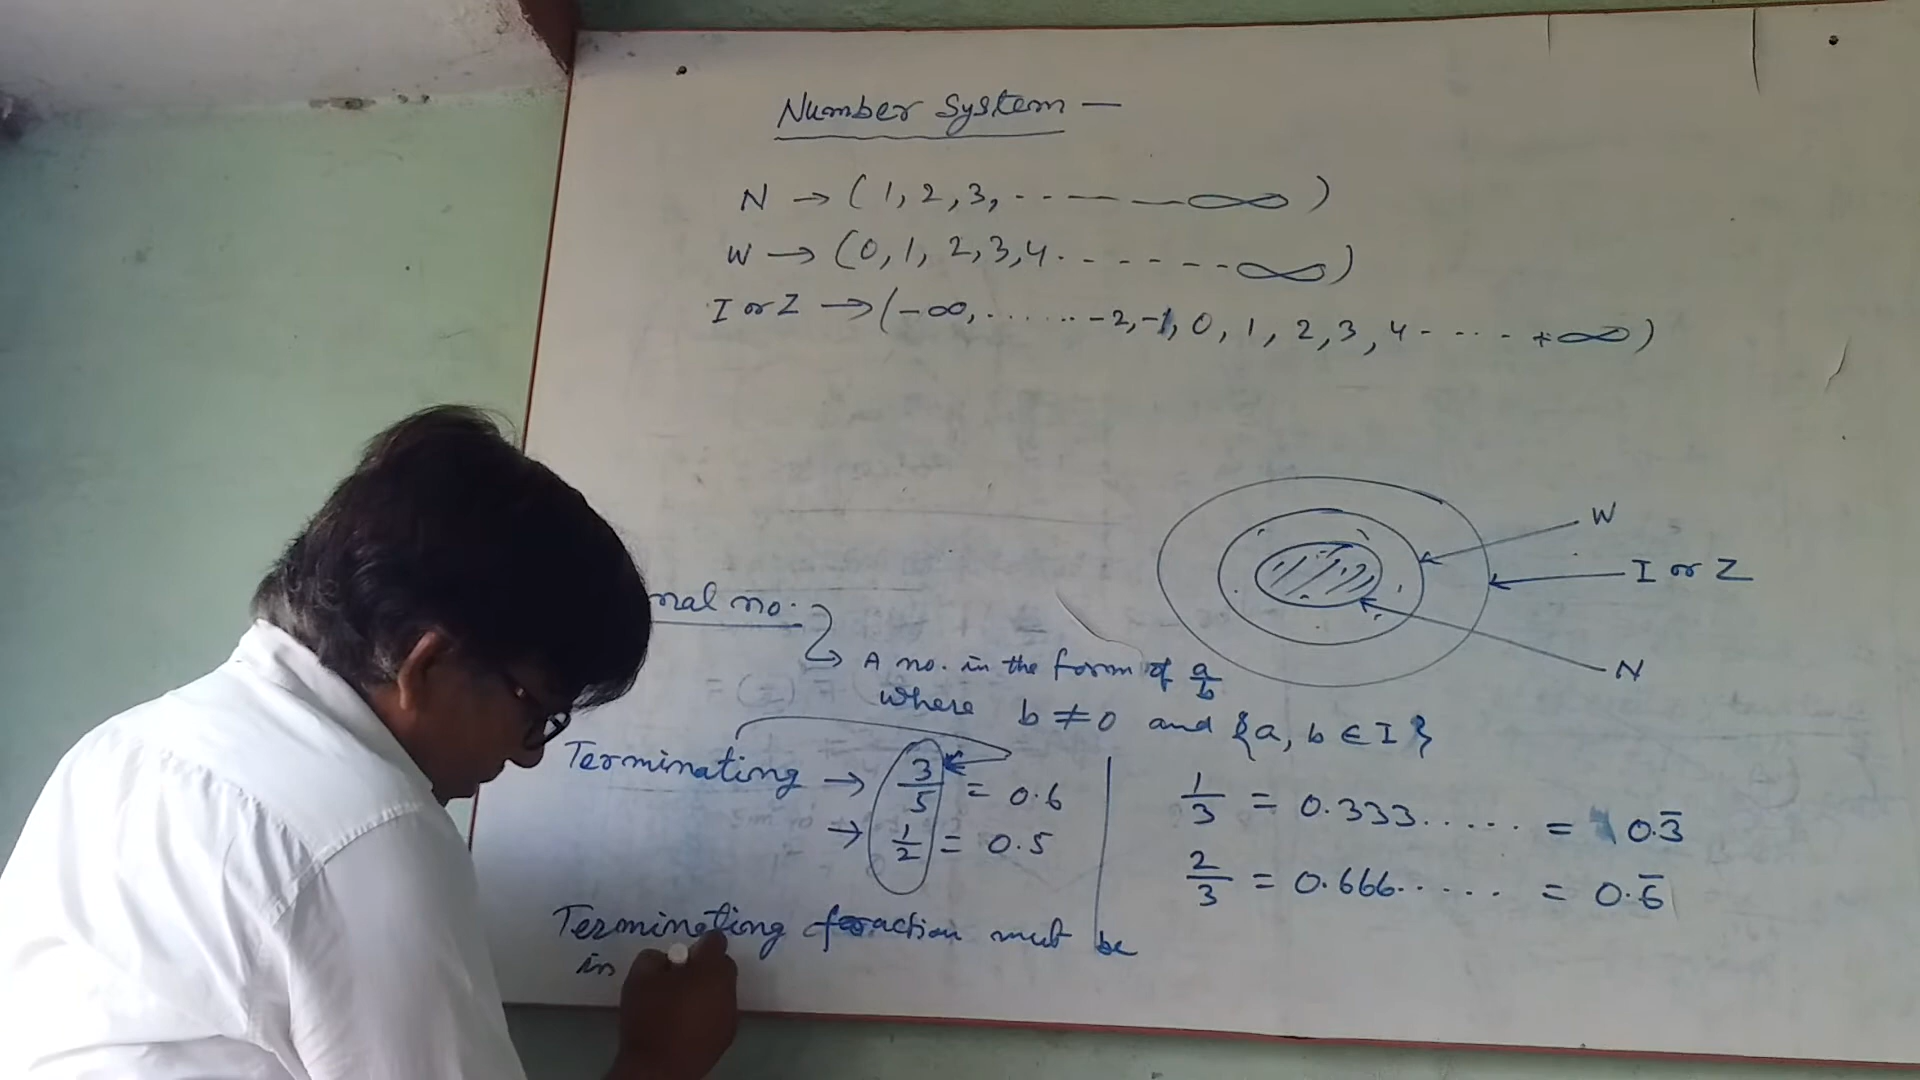 Number System —
N → (1, 2, 3, ------- ∞)
W → (0, 1, 2, 3, 4 . - - - - - - ∞)
I or Z → (-∞, ....... -2, -1, 0, 1, 2, 3, 4 - .... +∞)
W
I or Z
N
nal no.
→ A no. in the form of a/b
where b ≠ 0 and {a, b ∈ I}
Terminating → 3/5 = 0.6
→ 1/2 = 0.5
1/3 = 0.333..... = 0.3̅
2/3 = 0.666..... = 0.6̅
Terminating fraction must be
in